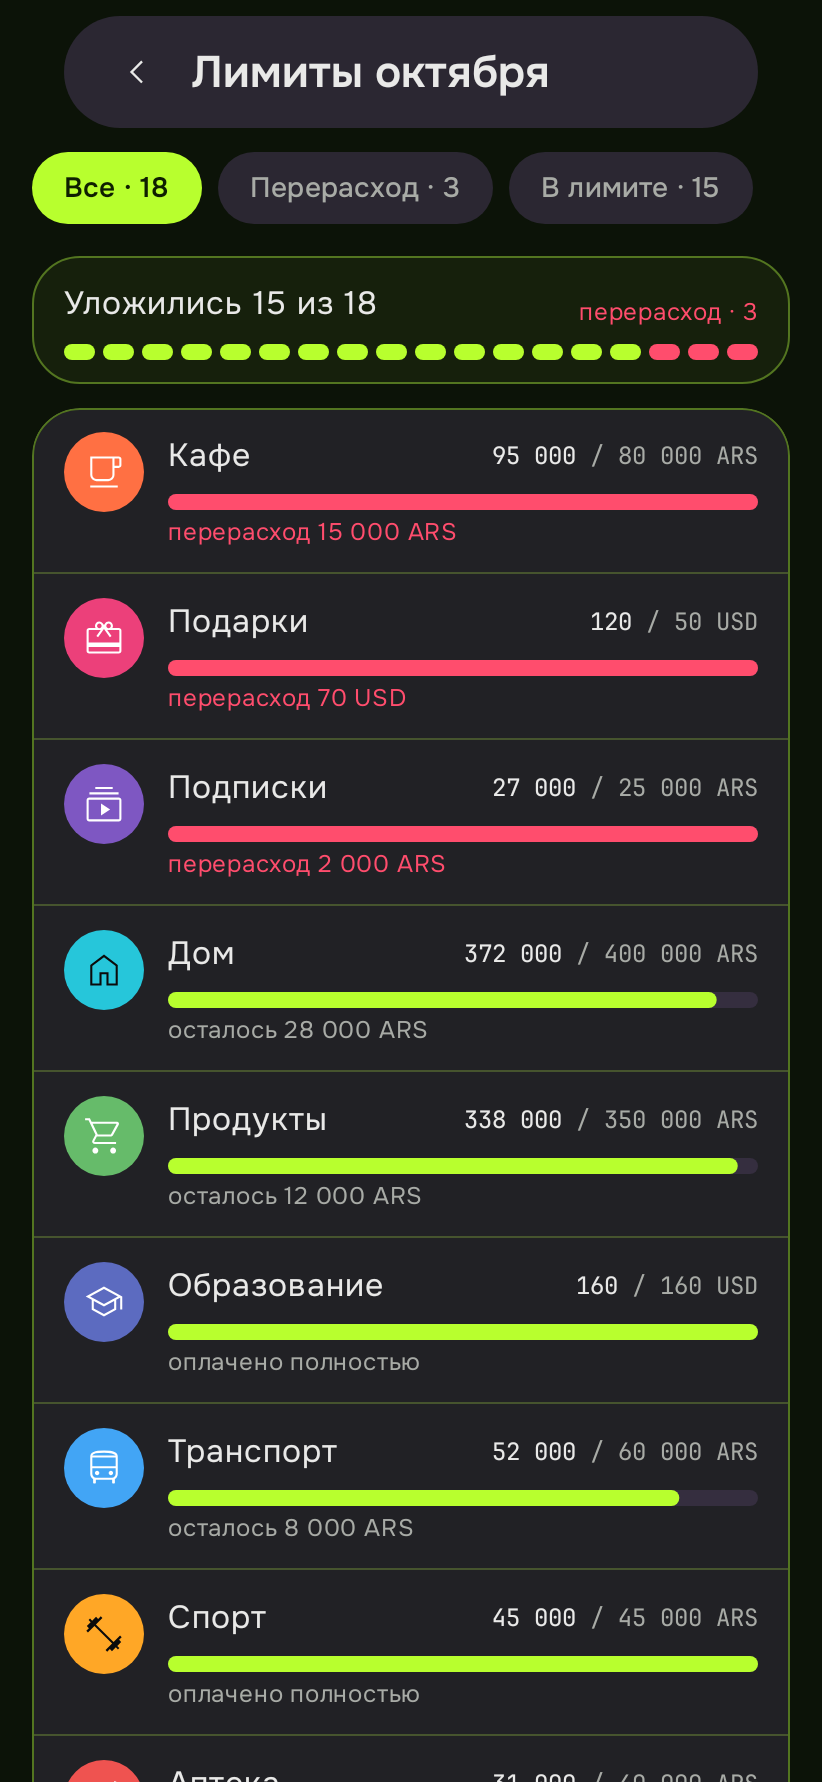 Лимиты октября
Все · 18 Перерасход · 3 В лимите · 15
Уложились 15 из 18 перерасход · 3
Кафе 95 000 / 80 000 ARS
перерасход 15 000 ARS
Подарки 120 / 50 USD
перерасход 70 USD
Подписки 27 000 / 25 000 ARS
перерасход 2 000 ARS
Дом 372 000 / 400 000 ARS
осталось 28 000 ARS
Продукты 338 000 / 350 000 ARS
осталось 12 000 ARS
Образование 160 / 160 USD
оплачено полностью
Транспорт 52 000 / 60 000 ARS
осталось 8 000 ARS
Спорт 45 000 / 45 000 ARS
оплачено полностью